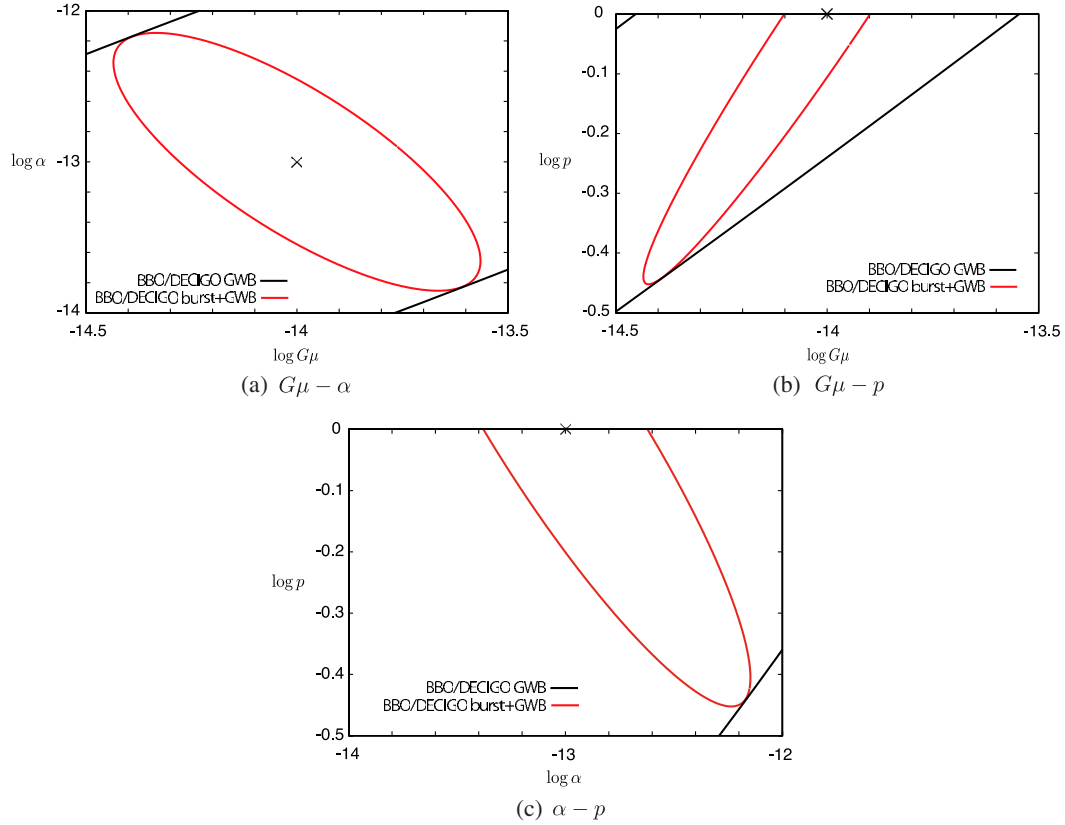 -12
log α
-13
-14
-14.5
-14
-13.5
log Gμ
BBO/DECIGO GWB
BBO/DECIGO burst+GWB
(a) Gμ − α
0
-0.1
-0.2
log p
-0.3
-0.4
-0.5
-14.5
-14
-13.5
log Gμ
BBO/DECIGO GWB
BBO/DECIGO burst+GWB
(b) Gμ − p
0
-0.1
-0.2
log p
-0.3
-0.4
-0.5
-14
-13
-12
log α
BBO/DECIGO GWB
BBO/DECIGO burst+GWB
(c) α − p